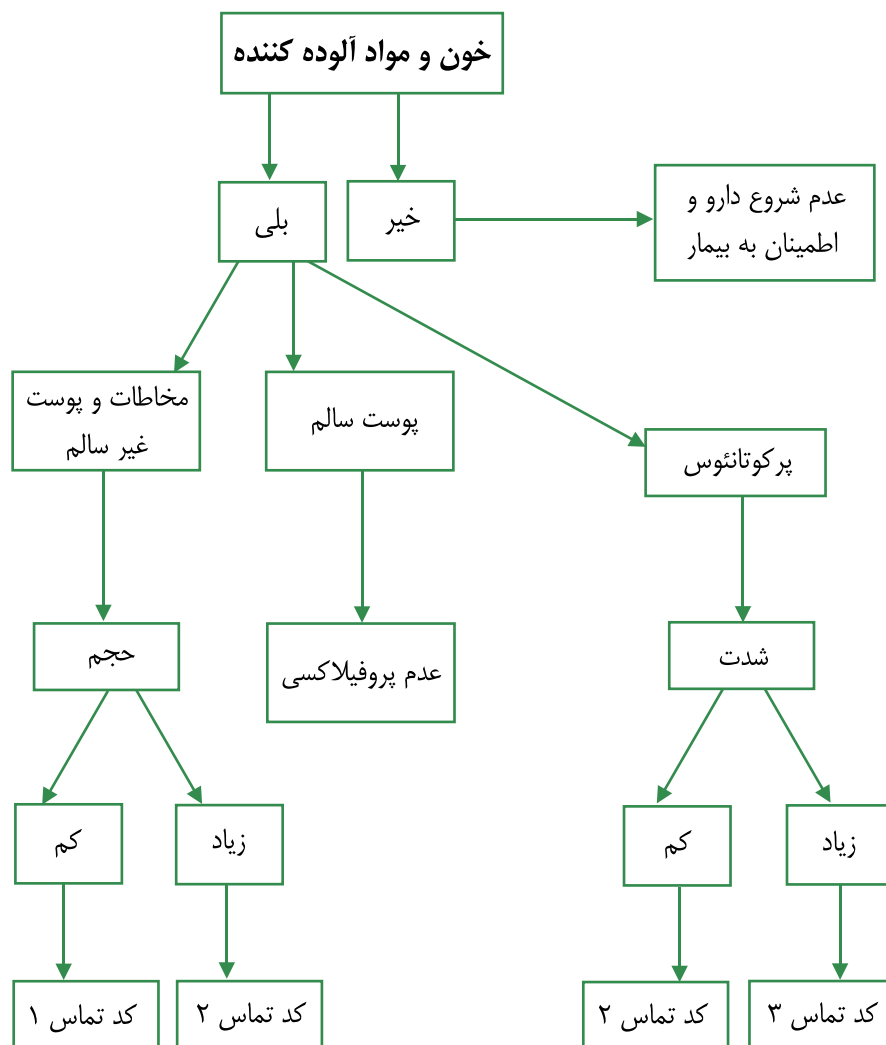 خون و مواد آلوده کننده
عدم شروع دارو و
اطمینان به بیمار
خیر
بلی
مخاطات و پوست
غیر سالم
پوست سالم
پرکوتانئوس
حجم
عدم پروفیلاکسی
شدت
زیاد
کم
زیاد
کم
کد تماس ۳
کد تماس ۲
کد تماس ۲
کد تماس ۱